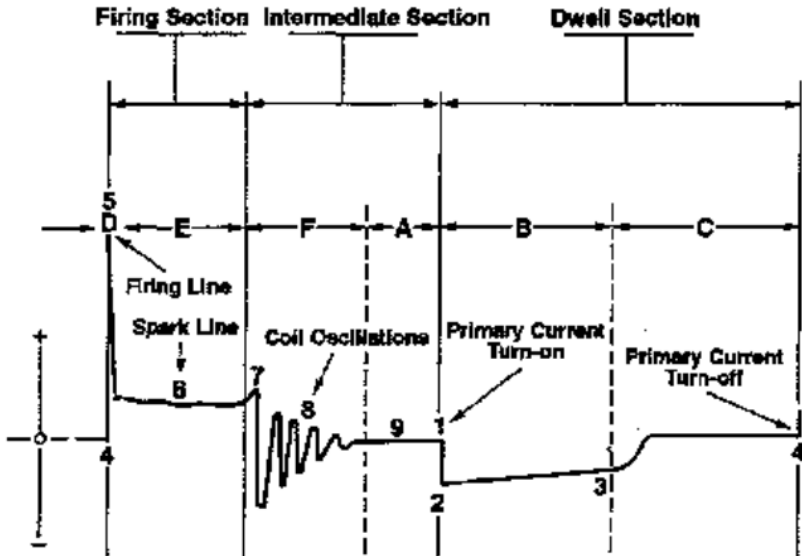 Firing Section Intermediate Section Dwell Section
5
D E F A B C
Firing Line
Spark Line
Coil Oscillations
Primary Current
Turn-on
Primary Current
Turn-off
+
6
7
8
9
1
O
4
4
2
3
−